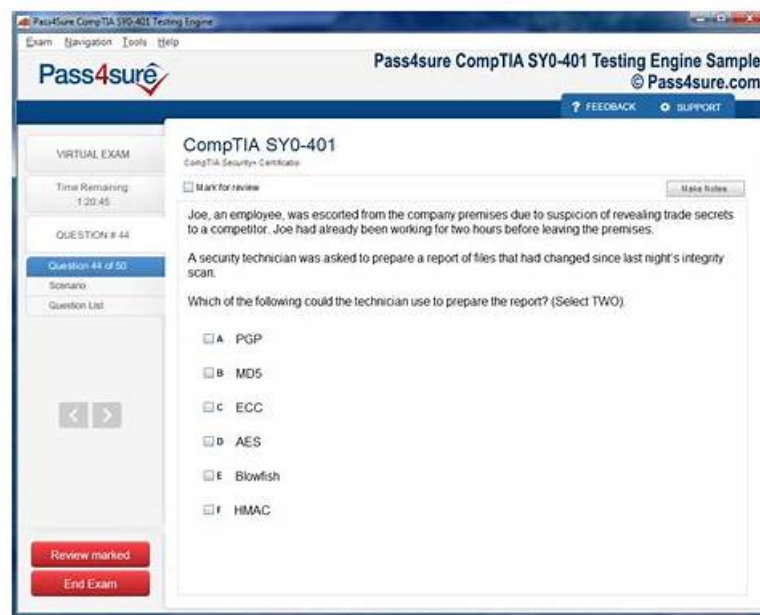 Pass4Sure CompTIA SY0-401 Testing Engine
Exam Navigation Tools Help
Pass4surê
Pass4sure CompTIA SY0-401 Testing Engine Sample
© Pass4sure.com
? FEEDBACK SUPPORT
VIRTUAL EXAM
Time Remaining
1:20:45
QUESTION # 44
Question 44 of 50
Scenario
Question List
Review marked
End Exam
CompTIA SY0-401
CompTIA Security+ Certificatio
Mark for review
Make Notes
Joe, an employee, was escorted from the company premises due to suspicion of revealing trade secrets
to a competitor. Joe had already been working for two hours before leaving the premises.
A security technician was asked to prepare a report of files that had changed since last night's integrity
scan.
Which of the following could the technician use to prepare the report? (Select TWO).
A PGP
B MD5
C ECC
D AES
E Blowfish
F HMAC